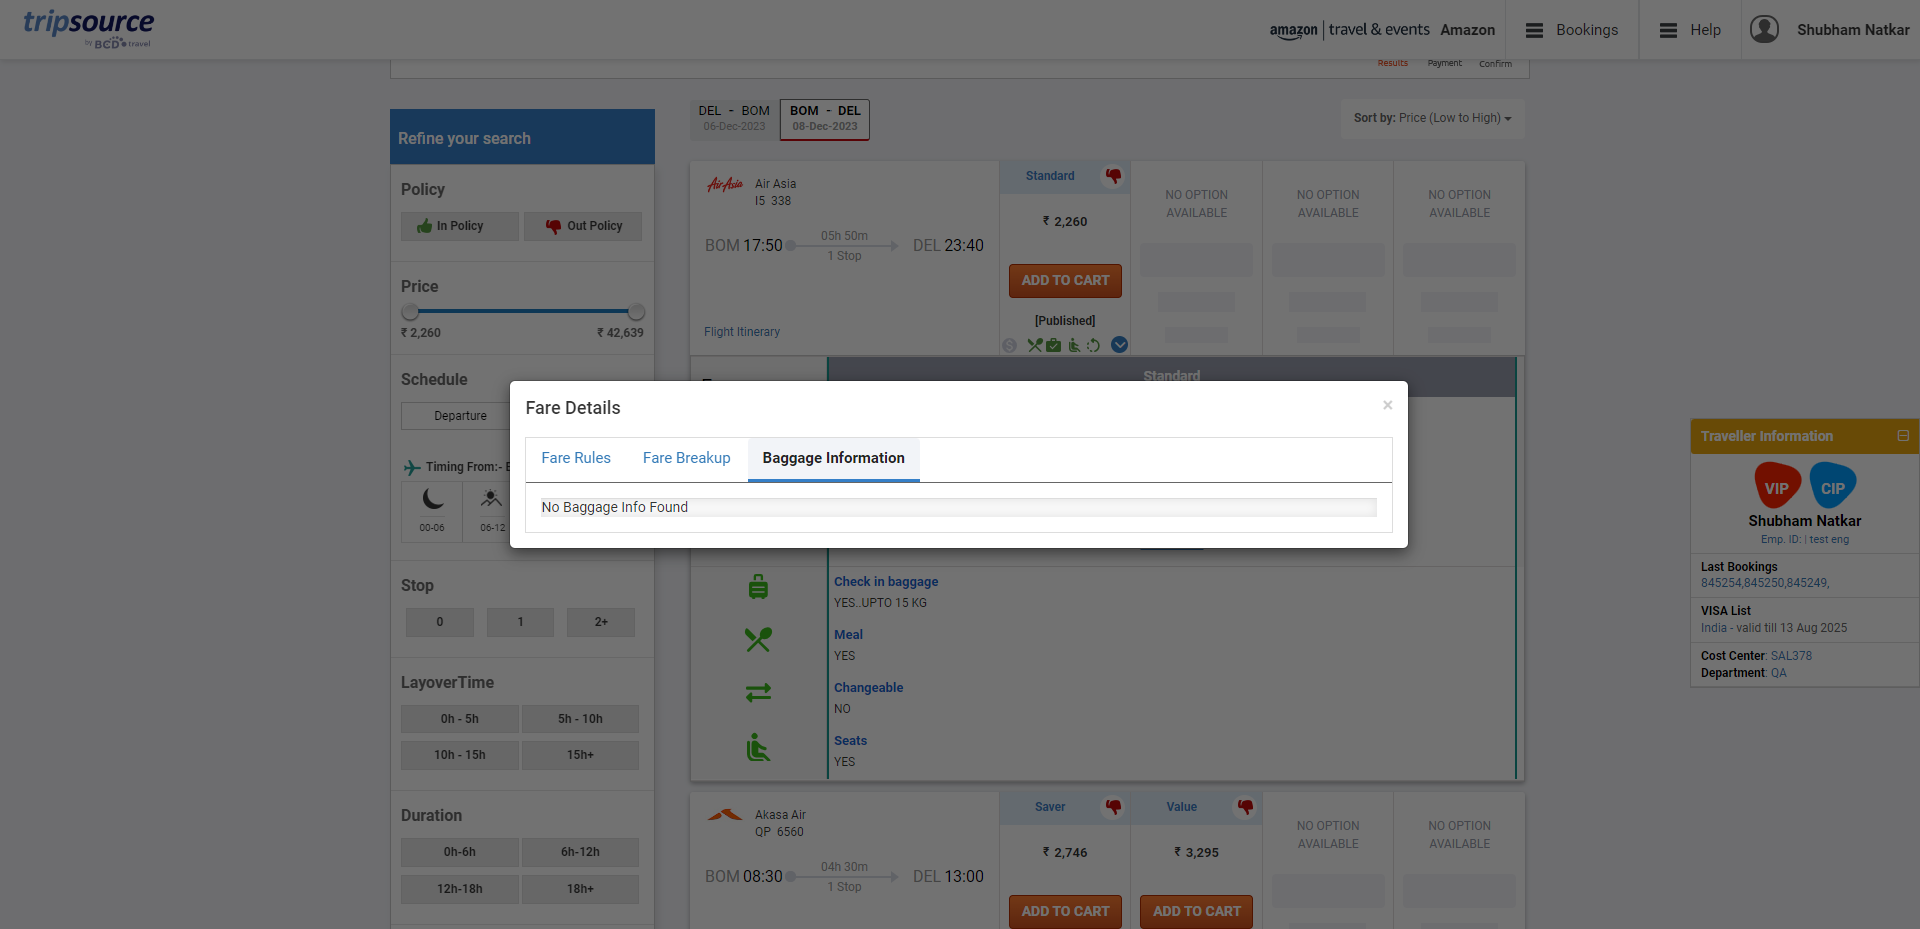 tripsource
by BCD travel
amazon | travel & events Amazon
Bookings
Help
Shubham Natkar
Results Payment Confirm
DEL - BOM
06-Dec-2023
BOM - DEL
08-Dec-2023
Sort by: Price (Low to High)
Refine your search
Policy
In Policy
Out Policy
Price
₹ 2,260
₹ 42,639
Schedule
Departure
Timing From:-
00-06
06-12
Stop
0
1
2+
LayoverTime
0h - 5h
5h - 10h
10h - 15h
15h+
Duration
0h-6h
6h-12h
12h-18h
18h+
AirAsia
Air Asia
I5 338
BOM 17:50
05h 50m
1 Stop
DEL 23:40
Flight Itinerary
Standard
₹ 2,260
ADD TO CART
[Published]
NO OPTION
AVAILABLE
NO OPTION
AVAILABLE
NO OPTION
AVAILABLE
Standard
Fare Details
×
Fare Rules
Fare Breakup
Baggage Information
No Baggage Info Found
Check in baggage
YES..UPTO 15 KG
Meal
YES
Changeable
NO
Seats
YES
Akasa Air
QP 6560
BOM 08:30
04h 30m
1 Stop
DEL 13:00
Saver
₹ 2,746
ADD TO CART
Value
₹ 3,295
ADD TO CART
NO OPTION
AVAILABLE
NO OPTION
AVAILABLE
Traveller Information
VIP
CIP
Shubham Natkar
Emp. ID: | test eng
Last Bookings
845254,845250,845249,
VISA List
India - valid till 13 Aug 2025
Cost Center: SAL378
Department: QA